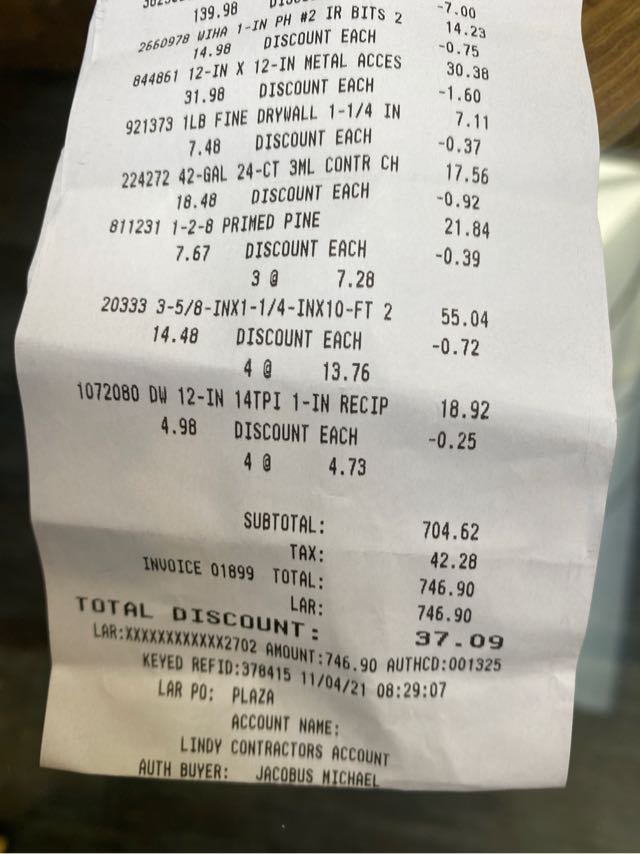 139.98
-7.00
2660978 WIHA 1-IN PH #2 IR BITS 2 14.23
14.98 DISCOUNT EACH -0.75
844861 12-IN X 12-IN METAL ACCES 30.38
31.98 DISCOUNT EACH -1.60
921373 1LB FINE DRYWALL 1-1/4 IN 7.11
7.48 DISCOUNT EACH -0.37
224272 42-GAL 24-CT 3ML CONTR CH 17.56
18.48 DISCOUNT EACH -0.92
811231 1-2-8 PRIMED PINE 21.84
7.67 DISCOUNT EACH -0.39
3 @ 7.28
20333 3-5/8-INX1-1/4-INX10-FT 2 55.04
14.48 DISCOUNT EACH -0.72
4 @ 13.76
1072080 DW 12-IN 14TPI 1-IN RECIP 18.92
4.98 DISCOUNT EACH -0.25
4 @ 4.73
SUBTOTAL: 704.62
TAX: 42.28
INVOICE 01899 TOTAL: 746.90
LAR: 746.90
TOTAL DISCOUNT: 37.09
LAR:XXXXXXXXXXXX2702 AMOUNT:746.90 AUTHCD:001325
KEYED REFID:378415 11/04/21 08:29:07
LAR PO: PLAZA
ACCOUNT NAME:
LINDY CONTRACTORS ACCOUNT
AUTH BUYER: JACOBUS MICHAEL